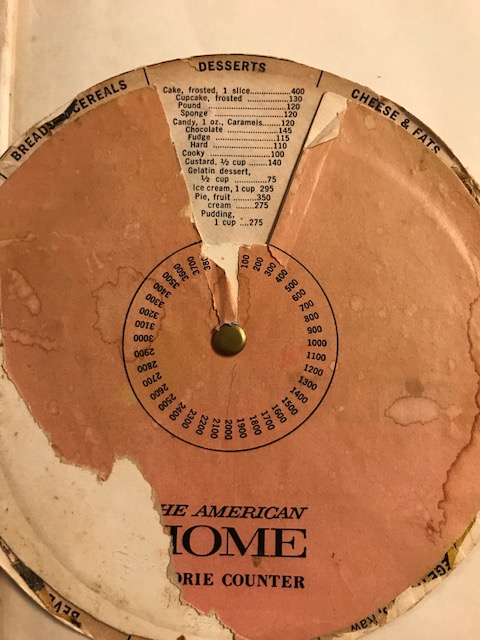 DESSERTS
Cake, frosted, 1 slice..........400
Cupcake, frosted ............130
Pound ..............................120
Sponge ...........................120
Candy, 1 oz., Caramels.....120
Chocolate ...................145
Fudge ..........................115
Hard ............................110
Cooky .........................100
Custard, ½ cup .......140
Gelatin dessert,
½ cup ...............75
Ice cream, 1 cup 295
Pie, fruit ..........350
cream .........275
Pudding,
1 cup ....275
BREADS CEREALS
CHEESE & FATS
100
200
300
400
500
600
700
800
900
1000
1100
1200
1300
1400
1500
1600
1700
1800
1900
2000
2100
2200
2300
2400
2500
2600
2700
2800
2900
3000
3100
3200
3300
3400
3500
3600
3700
HE AMERICAN
HOME
ORIE COUNTER
BEV
raw